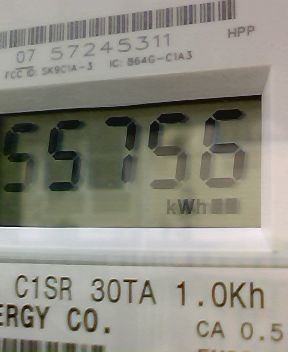 07 57245311
HPP
FCC ID: SK9C1A-3 IC: 864G-C1A3
55756
kWh
C1SR 30TA 1.0Kh
ERGY CO.
CA 0.5